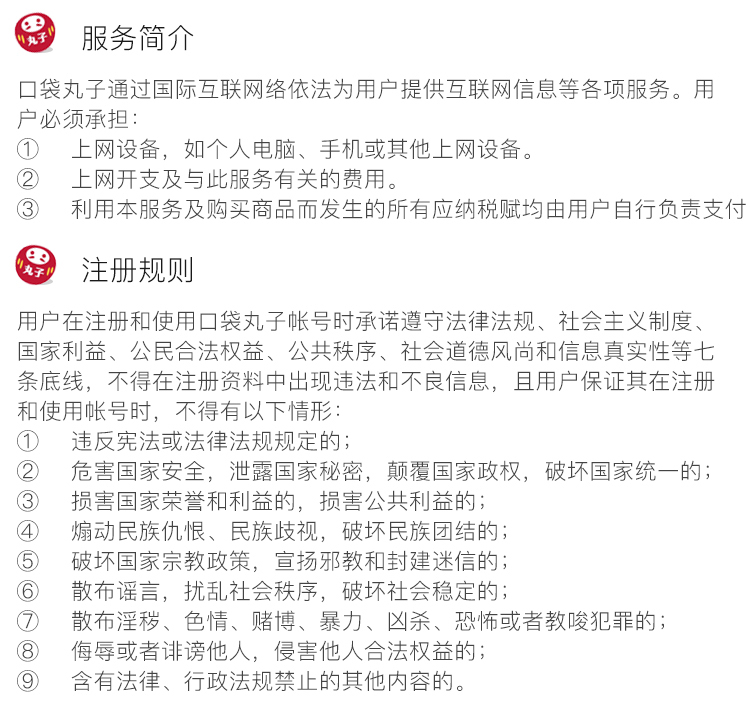 丸子
服务简介
口袋丸子通过国际互联网络依法为用户提供互联网信息等各项服务。用
户必须承担：
① 上网设备，如个人电脑、手机或其他上网设备。
② 上网开支及与此服务有关的费用。
③ 利用本服务及购买商品而发生的所有应纳税赋均由用户自行负责支付
丸子
注册规则
用户在注册和使用口袋丸子帐号时承诺遵守法律法规、社会主义制度、
国家利益、公民合法权益、公共秩序、社会道德风尚和信息真实性等七
条底线，不得在注册资料中出现违法和不良信息，且用户保证其在注册
和使用帐号时，不得有以下情形：
① 违反宪法或法律法规规定的；
② 危害国家安全，泄露国家秘密，颠覆国家政权，破坏国家统一的；
③ 损害国家荣誉和利益的，损害公共利益的；
④ 煽动民族仇恨、民族歧视，破坏民族团结的；
⑤ 破坏国家宗教政策，宣扬邪教和封建迷信的；
⑥ 散布谣言，扰乱社会秩序，破坏社会稳定的；
⑦ 散布淫秽、色情、赌博、暴力、凶杀、恐怖或者教唆犯罪的；
⑧ 侮辱或者诽谤他人，侵害他人合法权益的；
⑨ 含有法律、行政法规禁止的其他内容的。